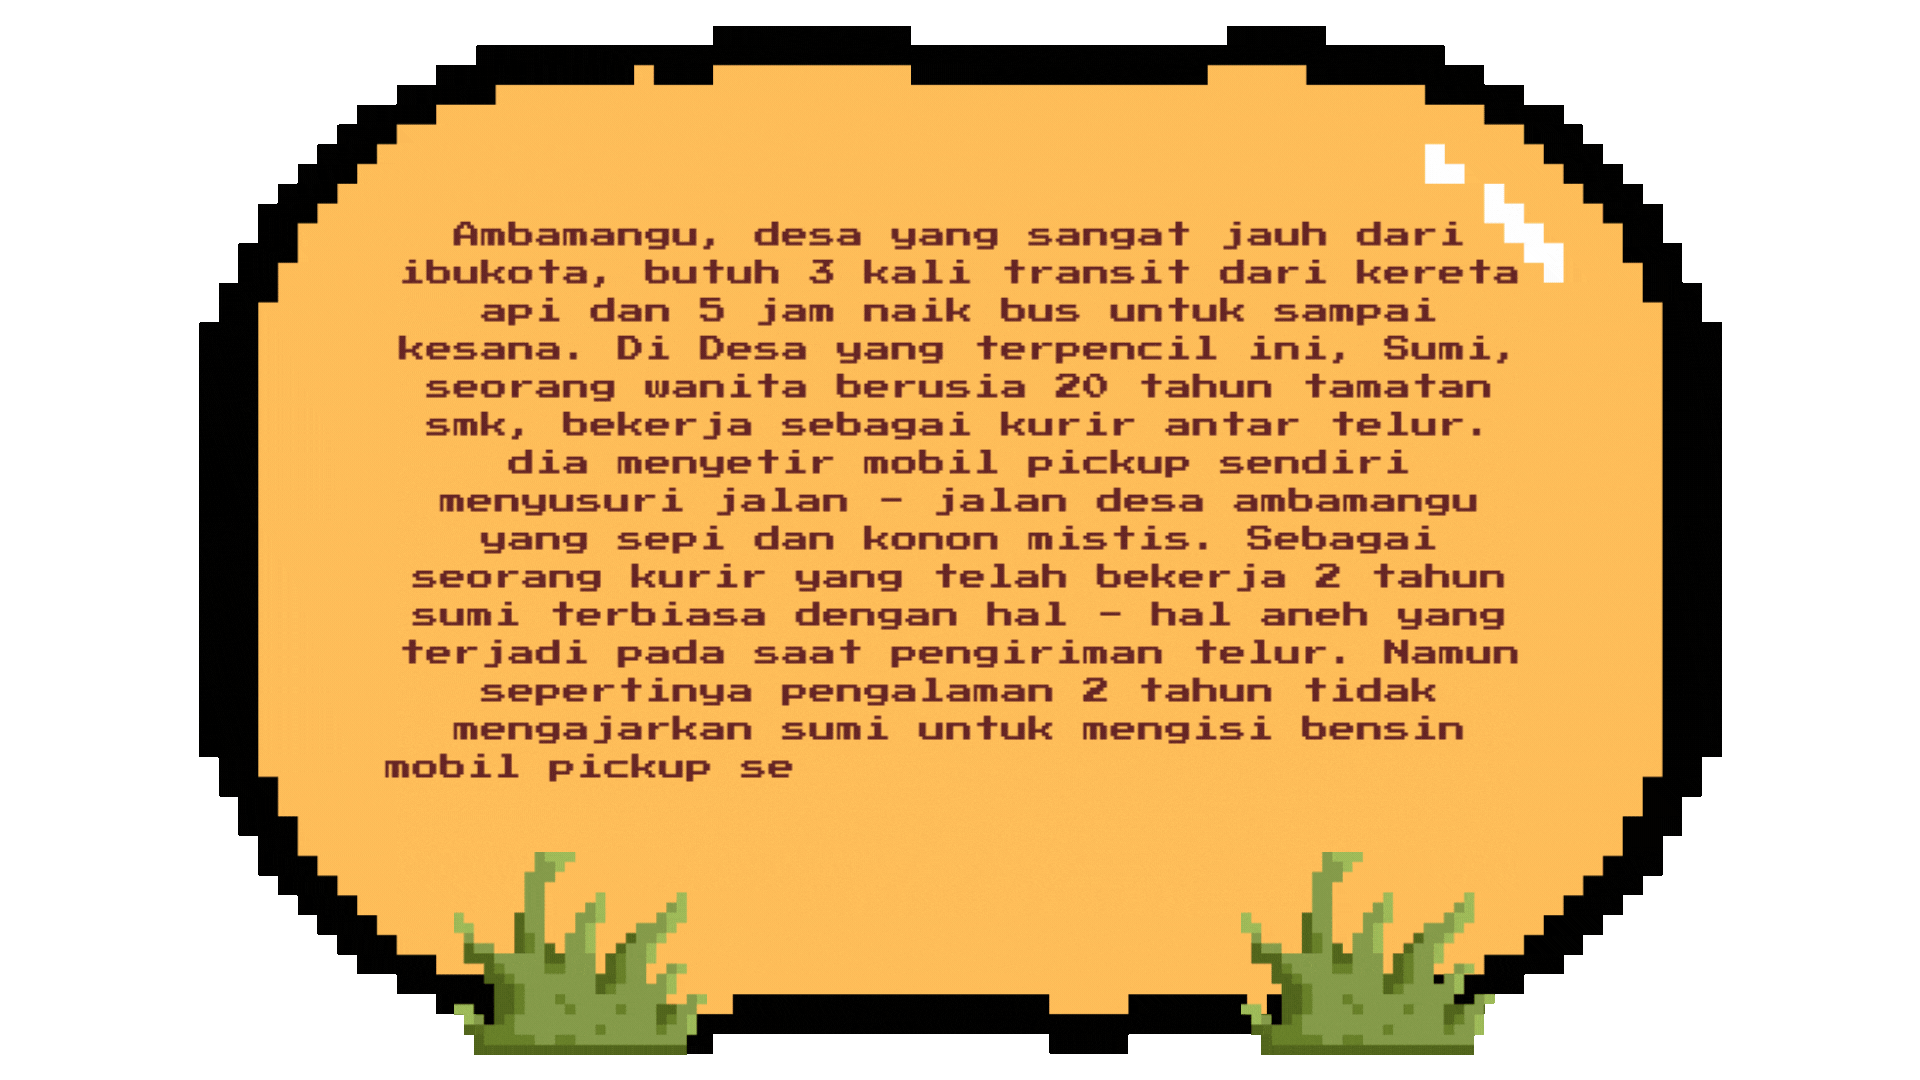 Ambamangu, desa yang sangat jauh dari
ibukota, butuh 3 kali transit dari kereta
api dan 5 jam naik bus untuk sampai
kesana. Di Desa yang terpencil ini, Sumi,
seorang wanita berusia 20 tahun tamatan
smk, bekerja sebagai kurir antar telur.
dia menyetir mobil pickup sendiri
menyusuri jalan - jalan desa ambamangu
yang sepi dan konon mistis. Sebagai
seorang kurir yang telah bekerja 2 tahun
sumi terbiasa dengan hal - hal aneh yang
terjadi pada saat pengiriman telur. Namun
sepertinya pengalaman 2 tahun tidak
mengajarkan sumi untuk mengisi bensin
mobil pickup se